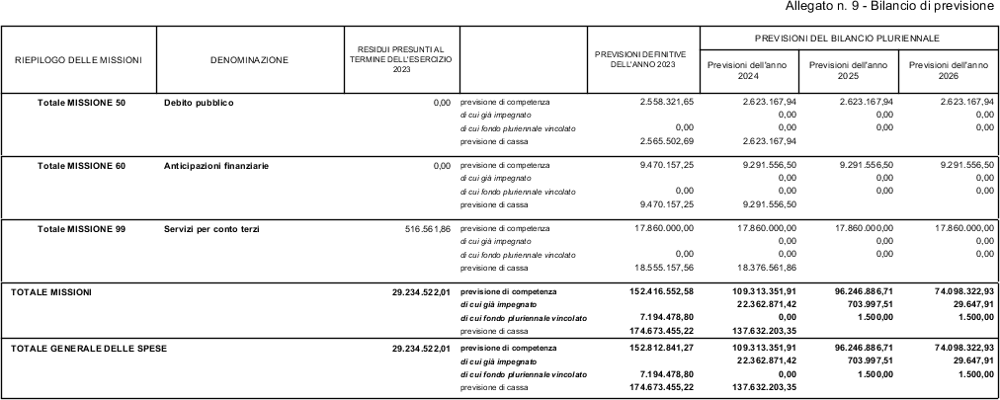 Allegato n. 9 - Bilancio di previsione
RIEPILOGO DELLE MISSIONI DENOMINAZIONE RESIDUI PRESUNTI AL TERMINE DELL'ESERCIZIO 2023 PREVISIONI DEFINITIVE DELL'ANNO 2023 PREVISIONI DEL BILANCIO PLURIENNALE
Previsioni dell'anno 2024 Previsioni dell'anno 2025 Previsioni dell'anno 2026
Totale MISSIONE 50 Debito pubblico 0,00 previsione di competenza 2.558.321,65 2.623.167,94 2.623.167,94 2.623.167,94
di cui già impegnato 0,00 0,00 0,00
di cui fondo pluriennale vincolato 0,00 0,00 0,00 0,00
previsione di cassa 2.565.502,69 2.623.167,94
Totale MISSIONE 60 Anticipazioni finanziarie 0,00 previsione di competenza 9.470.157,25 9.291.556,50 9.291.556,50 9.291.556,50
di cui già impegnato 0,00 0,00 0,00
di cui fondo pluriennale vincolato 0,00 0,00 0,00 0,00
previsione di cassa 9.470.157,25 9.291.556,50
Totale MISSIONE 99 Servizi per conto terzi 516.561,86 previsione di competenza 17.860.000,00 17.860.000,00 17.860.000,00 17.860.000,00
di cui già impegnato 0,00 0,00 0,00
di cui fondo pluriennale vincolato 0,00 0,00 0,00 0,00
previsione di cassa 18.555.157,56 18.376.561,86
TOTALE MISSIONI 29.234.522,01 previsione di competenza 152.416.552,58 109.313.351,91 96.246.886,71 74.098.322,93
di cui già impegnato 22.362.871,42 703.997,51 29.647,91
di cui fondo pluriennale vincolato 7.194.478,80 0,00 1.500,00 1.500,00
previsione di cassa 174.673.455,22 137.632.203,35
TOTALE GENERALE DELLE SPESE 29.234.522,01 previsione di competenza 152.812.841,27 109.313.351,91 96.246.886,71 74.098.322,93
di cui già impegnato 22.362.871,42 703.997,51 29.647,91
di cui fondo pluriennale vincolato 7.194.478,80 0,00 1.500,00 1.500,00
previsione di cassa 174.673.455,22 137.632.203,35